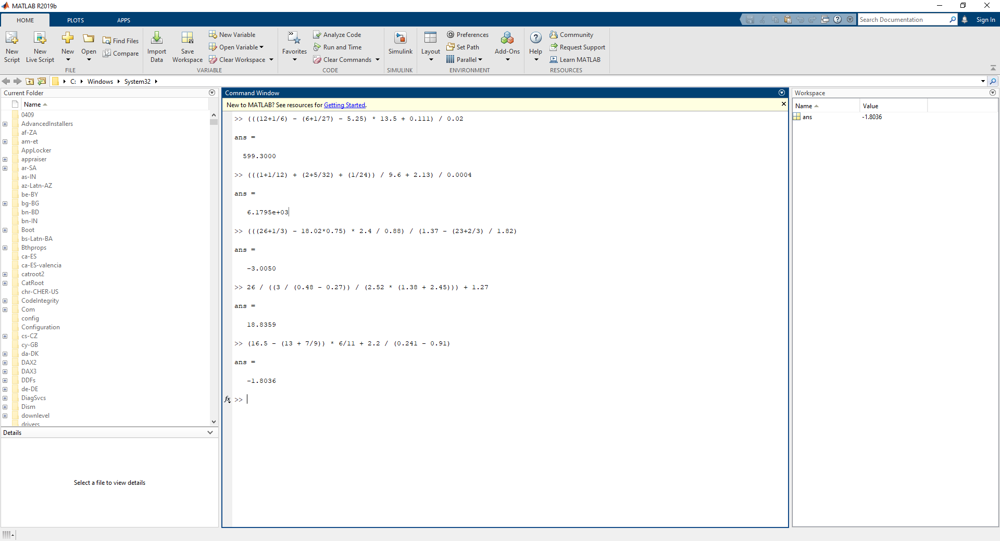 MATLAB R2019b
HOME PLOTS APPS
Search Documentation
Sign In
New Script
New Live Script
New
Open
Find Files
Compare
FILE
Import Data
Save Workspace
New Variable
Open Variable
Clear Workspace
VARIABLE
Favorites
Analyze Code
Run and Time
Clear Commands
CODE
Simulink
SIMULINK
Layout
Preferences
Set Path
Parallel
Add-Ons
ENVIRONMENT
Help
Community
Request Support
Learn MATLAB
RESOURCES
C: Windows System32
Current Folder
Name
0409
AdvancedInstallers
af-ZA
am-et
AppLocker
appraiser
ar-SA
as-IN
az-Latn-AZ
be-BY
bg-BG
bn-BD
bn-IN
Boot
bs-Latn-BA
Bthprops
ca-ES
ca-ES-valencia
catroot2
CatRoot
chr-CHER-US
CodeIntegrity
Com
config
Configuration
cs-CZ
cy-GB
da-DK
DAX2
DAX3
DDFs
de-DE
DiagSvcs
Dism
downlevel
drivers
Details
Select a file to view details
Command Window
New to MATLAB? See resources for Getting Started.
>> (((12+1/6) - (6+1/27) - 5.25) * 13.5 + 0.111) / 0.02
ans =
599.3000
>> (((1+1/12) + (2+5/32) + (1/24)) / 9.6 + 2.13) / 0.0004
ans =
6.1795e+03
>> (((26+1/3) - 18.02*0.75) * 2.4 / 0.88) / (1.37 - (23+2/3) / 1.82)
ans =
-3.0050
>> 26 / ((3 / (0.48 - 0.27)) / (2.52 * (1.38 + 2.45))) + 1.27
ans =
18.8359
>> (16.5 - (13 + 7/9)) * 6/11 + 2.2 / (0.241 - 0.91)
ans =
-1.8036
fx >>
Workspace
Name Value
ans -1.8036